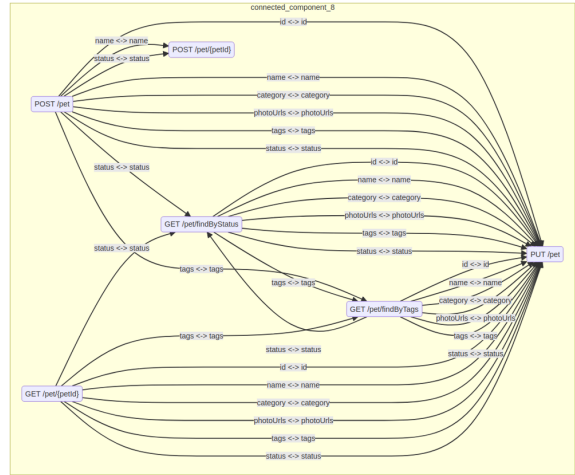 connected_component_8
id <-> id
name <-> name
POST /pet/{petId}
status <-> status
name <-> name
category <-> category
POST /pet
photoUrls <-> photoUrls
tags <-> tags
status <-> status
id <-> id
status <-> status
name <-> name
category <-> category
photoUrls <-> photoUrls
GET /pet/findByStatus
tags <-> tags
status <-> status
status <-> status
PUT /pet
id <-> id
tags <-> tags
name <-> name
tags <-> tags
category <-> category
GET /pet/findByTags
photoUrls <-> photoUrls
tags <-> tags
tags <-> tags
status <-> status
status <-> status
id <-> id
name <-> name
GET /pet/{petId}
category <-> category
photoUrls <-> photoUrls
tags <-> tags
status <-> status